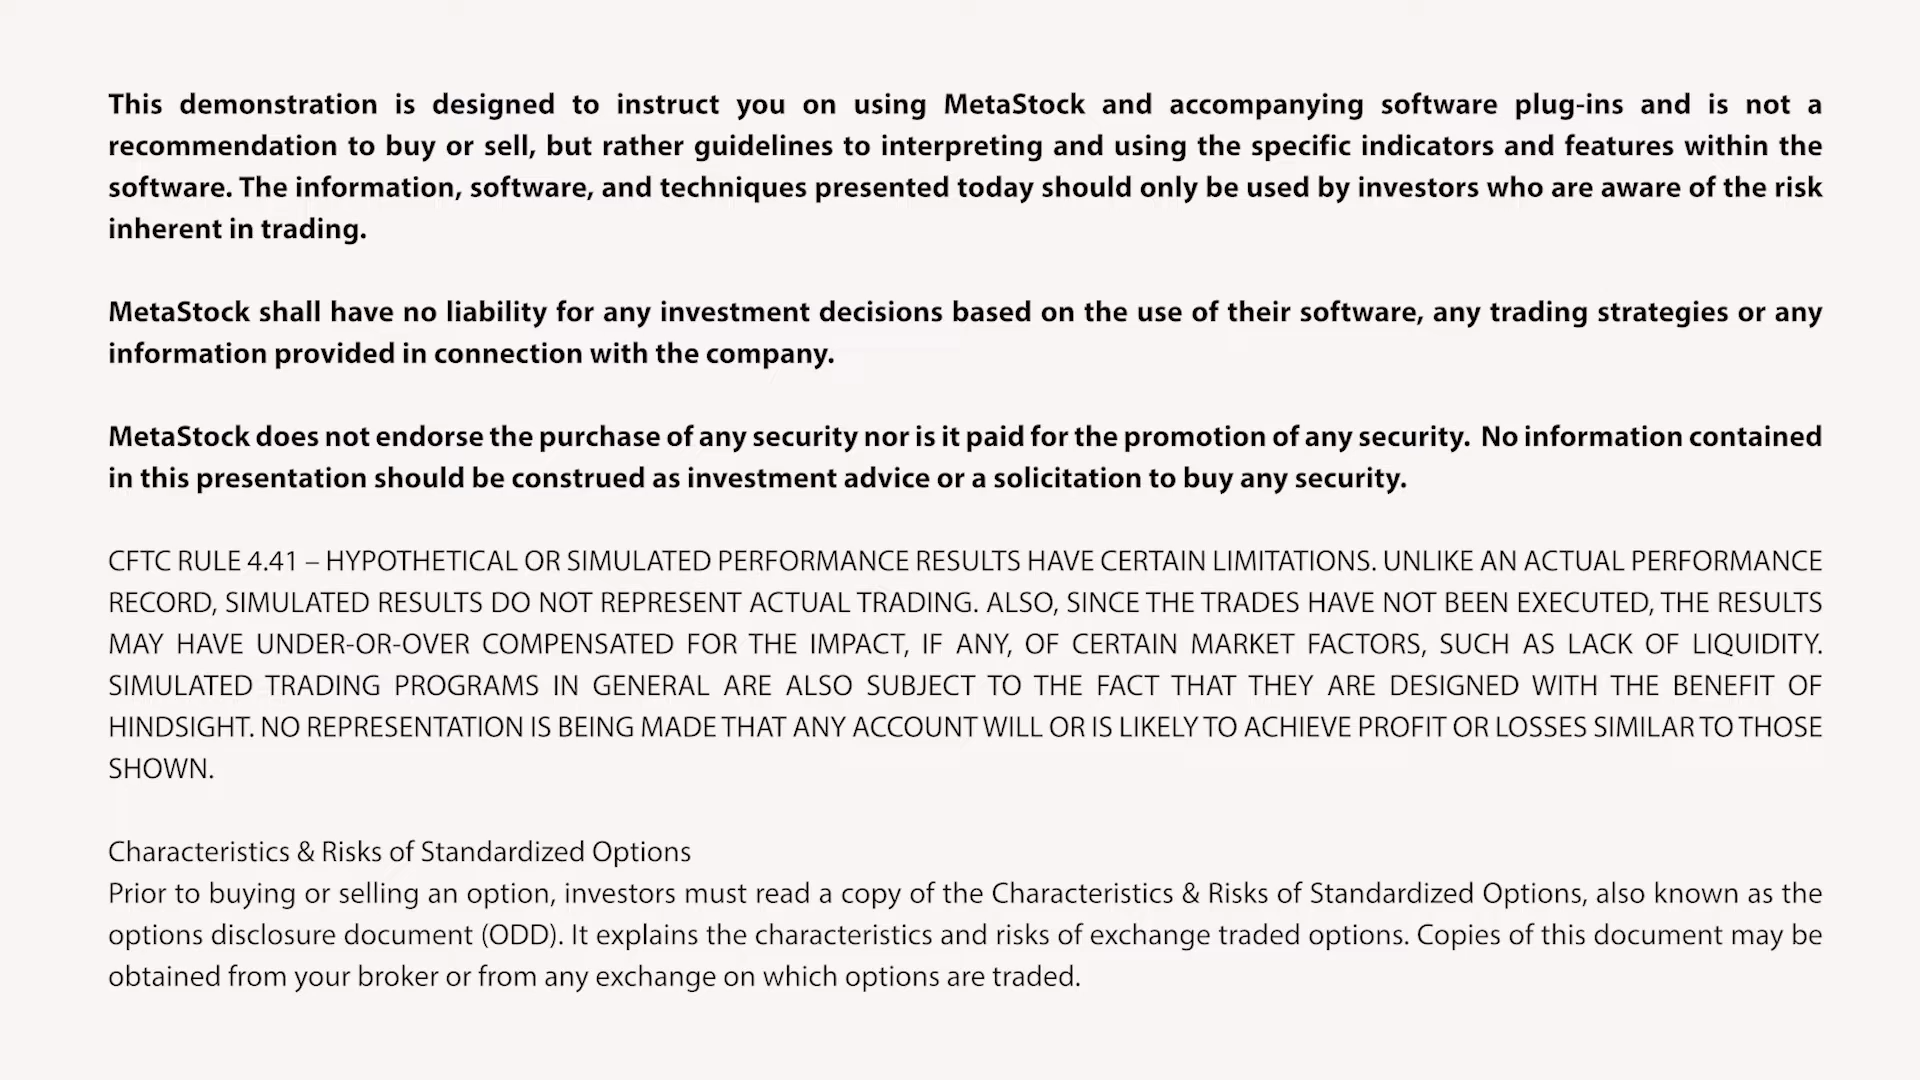 This demonstration is designed to instruct you on using MetaStock and accompanying software plug-ins and is not a
recommendation to buy or sell, but rather guidelines to interpreting and using the specific indicators and features within the
software. The information, software, and techniques presented today should only be used by investors who are aware of the risk
inherent in trading.
MetaStock shall have no liability for any investment decisions based on the use of their software, any trading strategies or any
information provided in connection with the company.
MetaStock does not endorse the purchase of any security nor is it paid for the promotion of any security.  No information contained
in this presentation should be construed as investment advice or a solicitation to buy any security.
CFTC RULE 4.41 – HYPOTHETICAL OR SIMULATED PERFORMANCE RESULTS HAVE CERTAIN LIMITATIONS. UNLIKE AN ACTUAL PERFORMANCE
RECORD, SIMULATED RESULTS DO NOT REPRESENT ACTUAL TRADING. ALSO, SINCE THE TRADES HAVE NOT BEEN EXECUTED, THE RESULTS
MAY HAVE UNDER-OR-OVER COMPENSATED FOR THE IMPACT, IF ANY, OF CERTAIN MARKET FACTORS, SUCH AS LACK OF LIQUIDITY.
SIMULATED TRADING PROGRAMS IN GENERAL ARE ALSO SUBJECT TO THE FACT THAT THEY ARE DESIGNED WITH THE BENEFIT OF
HINDSIGHT. NO REPRESENTATION IS BEING MADE THAT ANY ACCOUNT WILL OR IS LIKELY TO ACHIEVE PROFIT OR LOSSES SIMILAR TO THOSE
SHOWN.
Characteristics & Risks of Standardized Options
Prior to buying or selling an option, investors must read a copy of the Characteristics & Risks of Standardized Options, also known as the
options disclosure document (ODD). It explains the characteristics and risks of exchange traded options. Copies of this document may be
obtained from your broker or from any exchange on which options are traded.